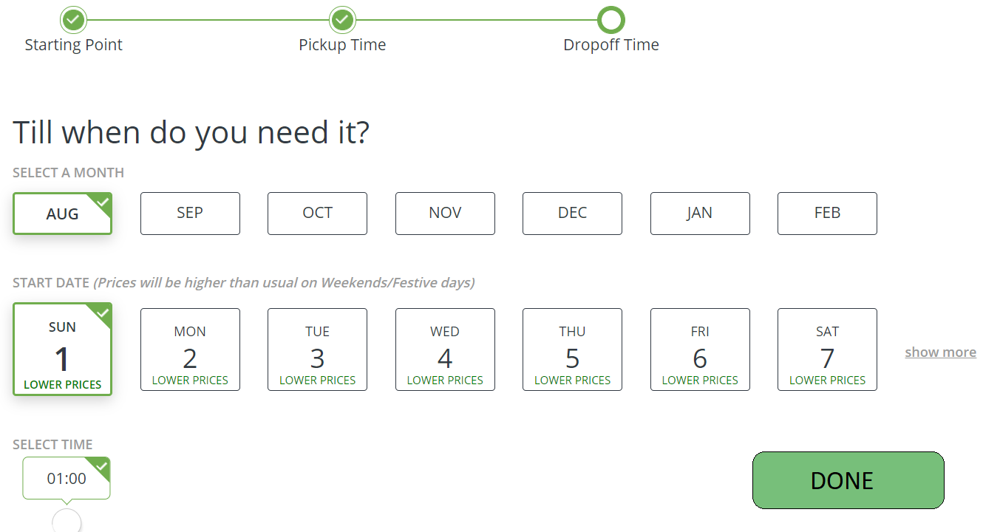 Starting Point Pickup Time Dropoff Time
Till when do you need it?
SELECT A MONTH
AUG SEP OCT NOV DEC JAN FEB
START DATE (Prices will be higher than usual on Weekends/Festive days)
SUN MON TUE WED THU FRI SAT
1 2 3 4 5 6 7
show more
LOWER PRICES LOWER PRICES LOWER PRICES LOWER PRICES LOWER PRICES LOWER PRICES LOWER PRICES
SELECT TIME
01:00
DONE